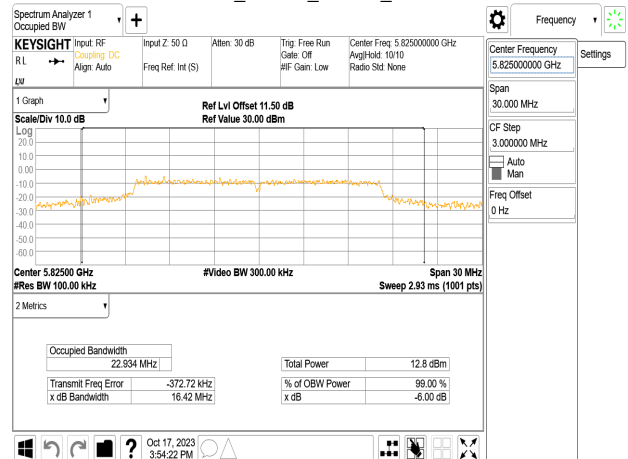 Spectrum Analyzer 1
Occupied BW
Frequency
KEYSIGHT
RL
LXI
Input: RF
Coupling: DC
Align: Auto
Input Z: 50 Ω
Freq Ref: Int (S)
Atten: 30 dB
Trig: Free Run
Gate: Off
#IF Gain: Low
Center Freq: 5.825000000 GHz
Avg|Hold: 10/10
Radio Std: None
Center Frequency
5.825000000 GHz
Settings
Span
30.000 MHz
CF Step
3.000000 MHz
Auto
Man
Freq Offset
0 Hz
1 Graph
Scale/Div 10.0 dB
Ref Lvl Offset 11.50 dB
Ref Value 30.00 dBm
Log
20.0
10.0
0.00
-10.0
-20.0
-30.0
-40.0
-50.0
-60.0
Center 5.82500 GHz
#Video BW 300.00 kHz
Span 30 MHz
#Res BW 100.00 kHz
Sweep 2.93 ms (1001 pts)
2 Metrics
Occupied Bandwidth
22.934 MHz
Total Power 12.8 dBm
Transmit Freq Error -372.72 kHz
% of OBW Power 99.00 %
x dB Bandwidth 16.42 MHz
x dB -6.00 dB
?
Oct 17, 2023
3:54:22 PM